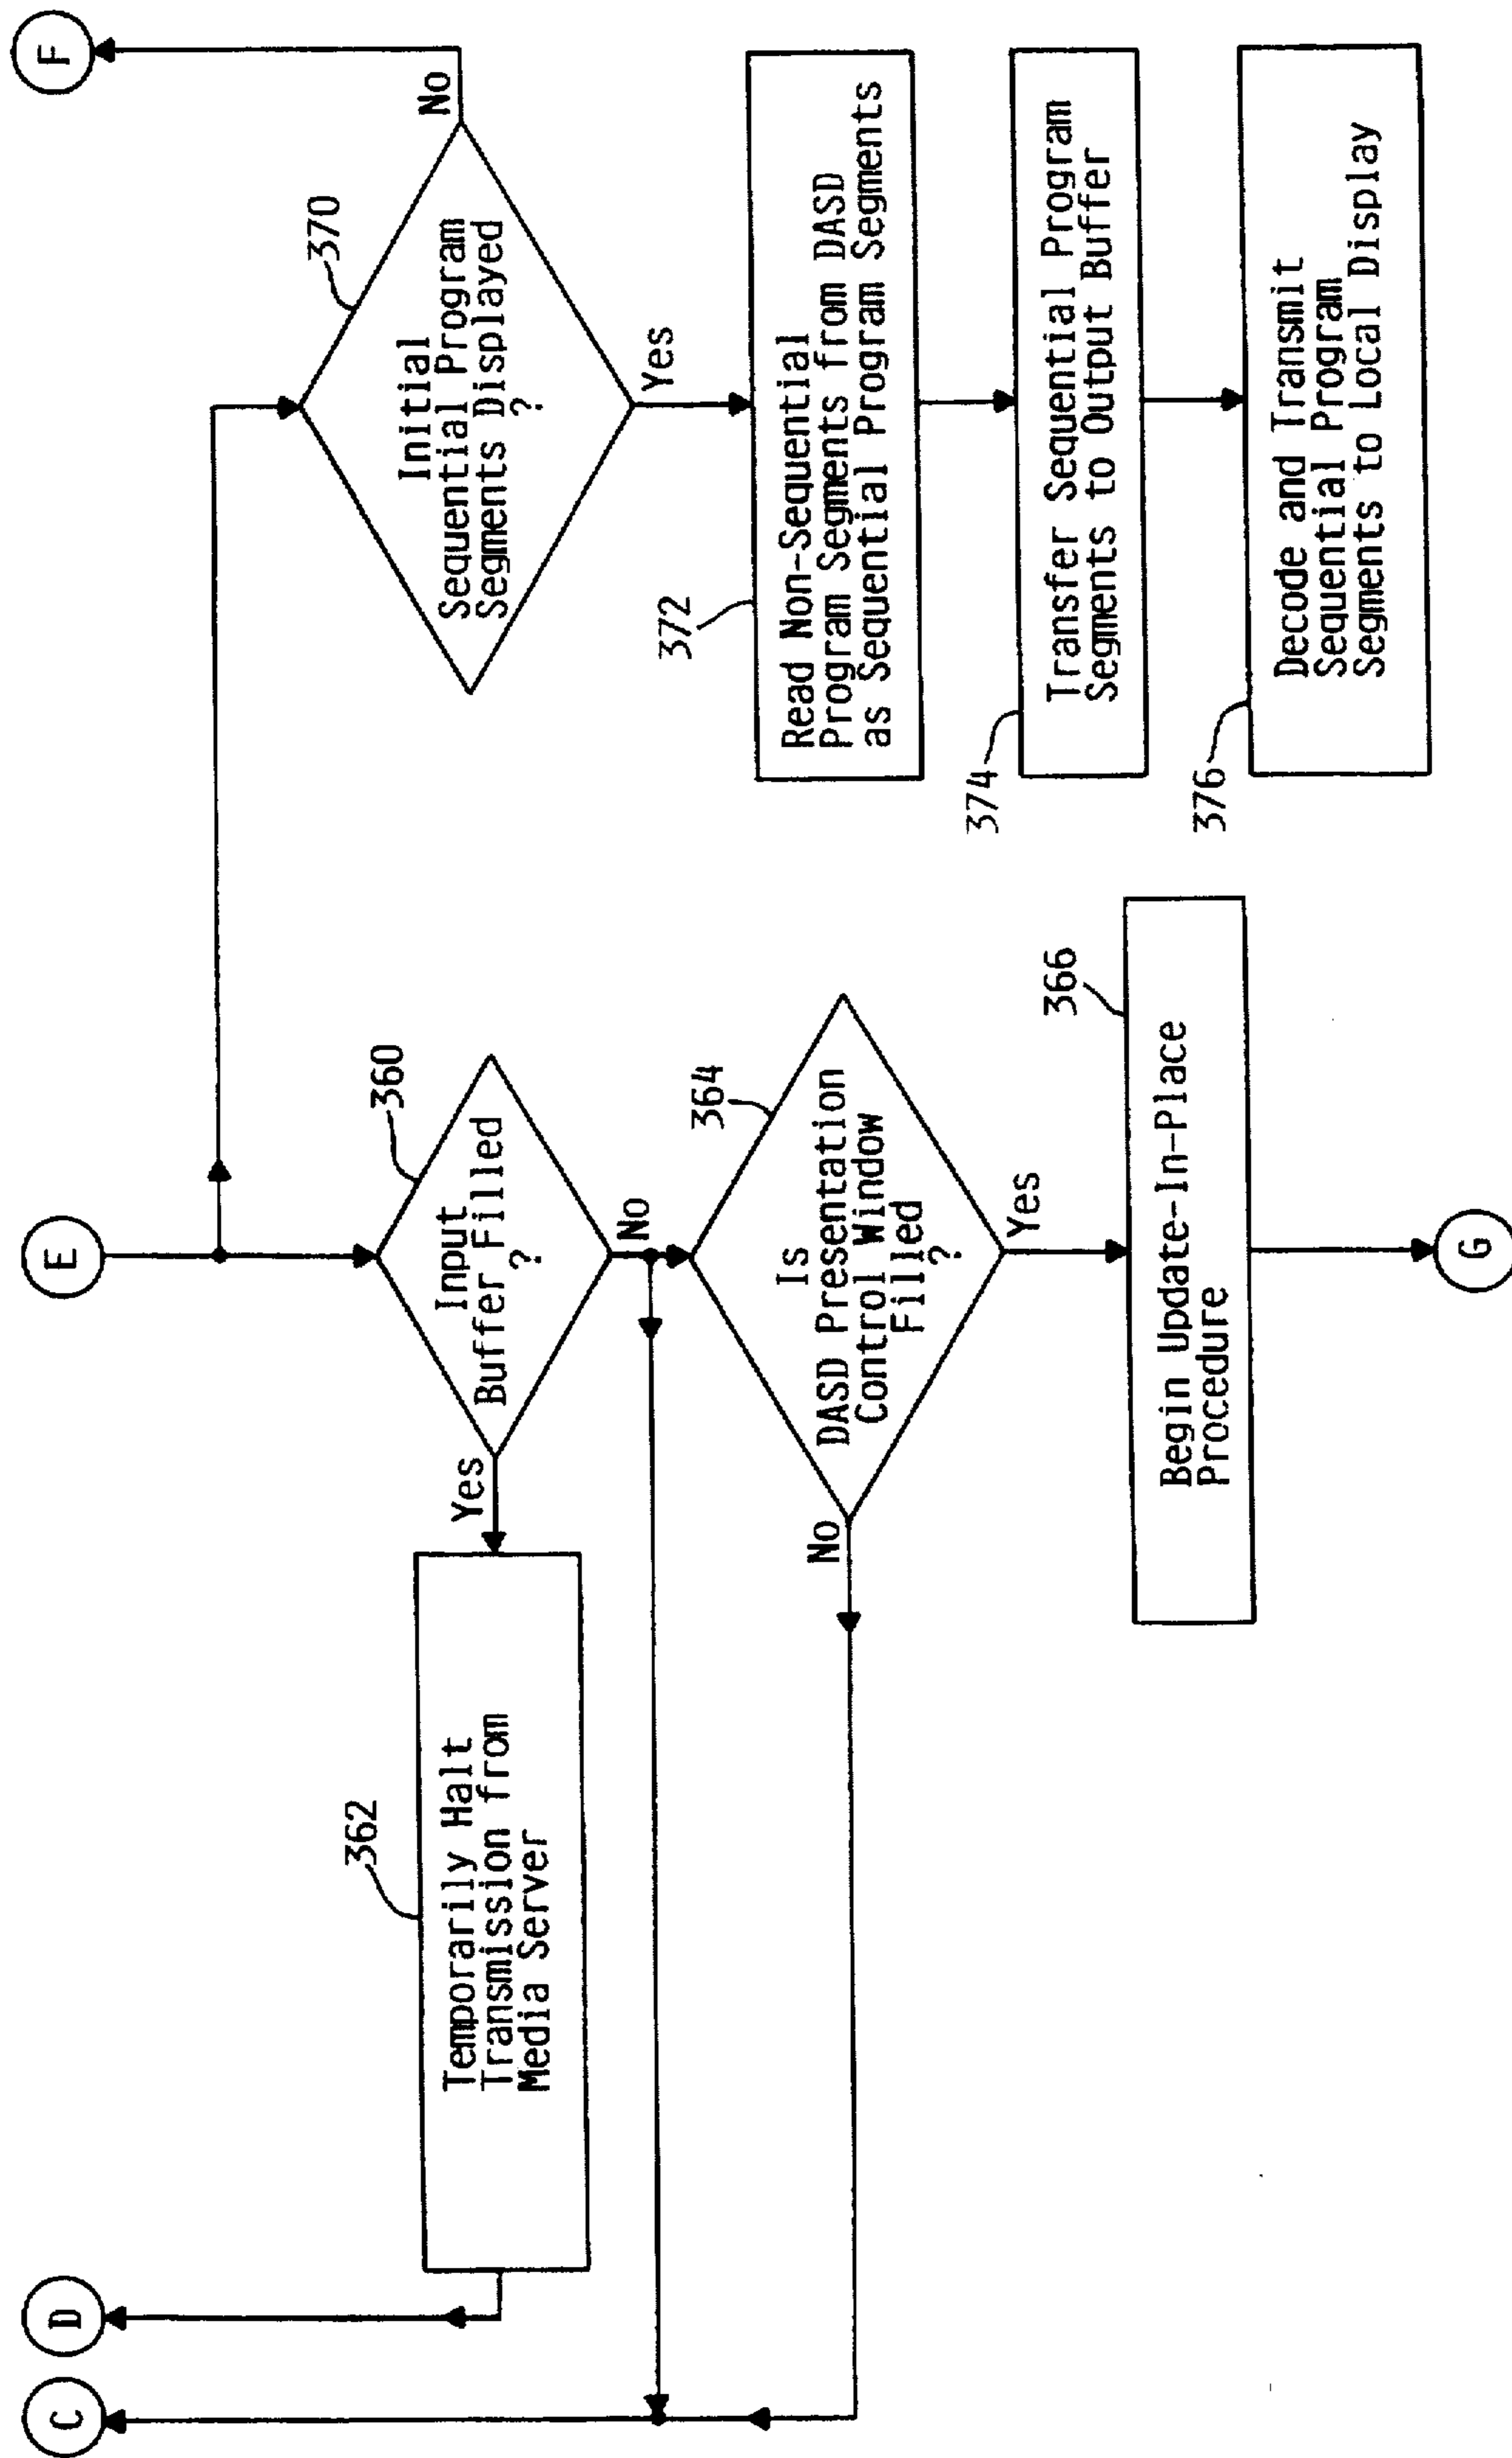 C
D
E
F
362
Temporarily Halt
Transmission from
Media Server
Yes
360
Input
Buffer Filled
?
No
364
Is
DASD Presentation
Control Window
Filled
?
No
Yes
366
Begin Update-In-Place
Procedure
G
370
Initial
Sequential Program
Segments Displayed
?
No
Yes
372
Read Non-Sequential
Program Segments from DASD
as Sequential Program Segments
374
Transfer Sequential Program
Segments to Output Buffer
376
Decode and Transmit
Sequential Program
Segments to Local Display